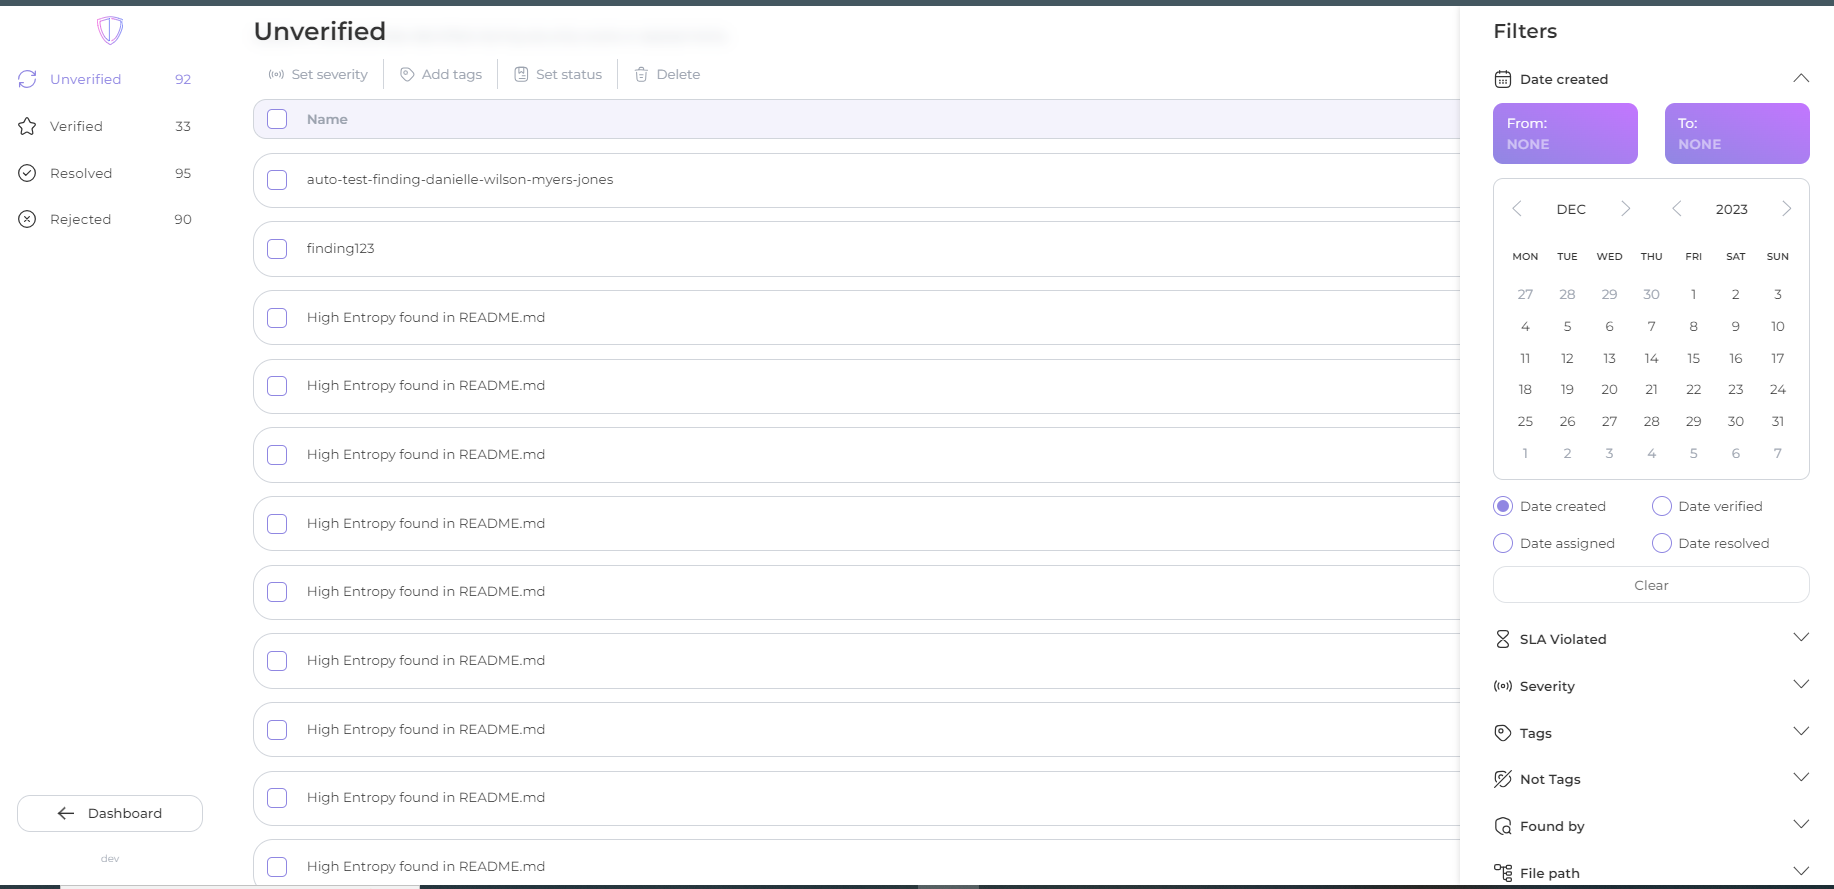 Unverified 92
Verified 33
Resolved 95
Rejected 90
Dashboard
dev
Unverified
Set severity
Add tags
Set status
Delete
Name
auto-test-finding-danielle-wilson-myers-jones
finding123
High Entropy found in README.md
High Entropy found in README.md
High Entropy found in README.md
High Entropy found in README.md
High Entropy found in README.md
High Entropy found in README.md
High Entropy found in README.md
High Entropy found in README.md
High Entropy found in README.md
Filters
Date created
From:
NONE
To:
NONE
DEC 2023
MON TUE WED THU FRI SAT SUN
27 28 29 30 1 2 3
4 5 6 7 8 9 10
11 12 13 14 15 16 17
18 19 20 21 22 23 24
25 26 27 28 29 30 31
1 2 3 4 5 6 7
Date created
Date verified
Date assigned
Date resolved
Clear
SLA Violated
Severity
Tags
Not Tags
Found by
File path